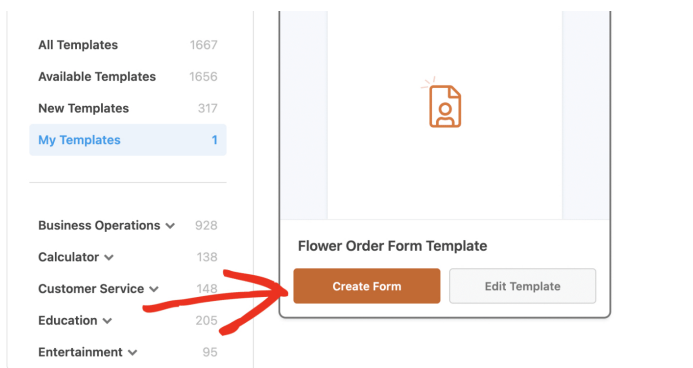 All Templates 1667
Available Templates 1656
New Templates 317
My Templates 1
Business Operations 928
Calculator 138
Customer Service 148
Education 205
Entertainment 95
Flower Order Form Template
Create Form
Edit Template